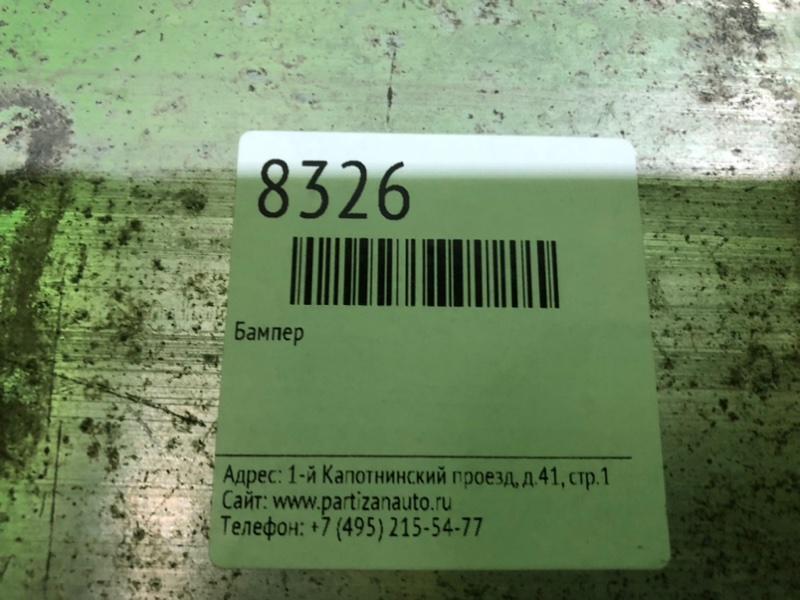 8326
Бампер
Адрес: 1-й Капотнинский проезд, д.41, стр.1
Сайт: www.partizanauto.ru
Телефон: +7 (495) 215-54-77